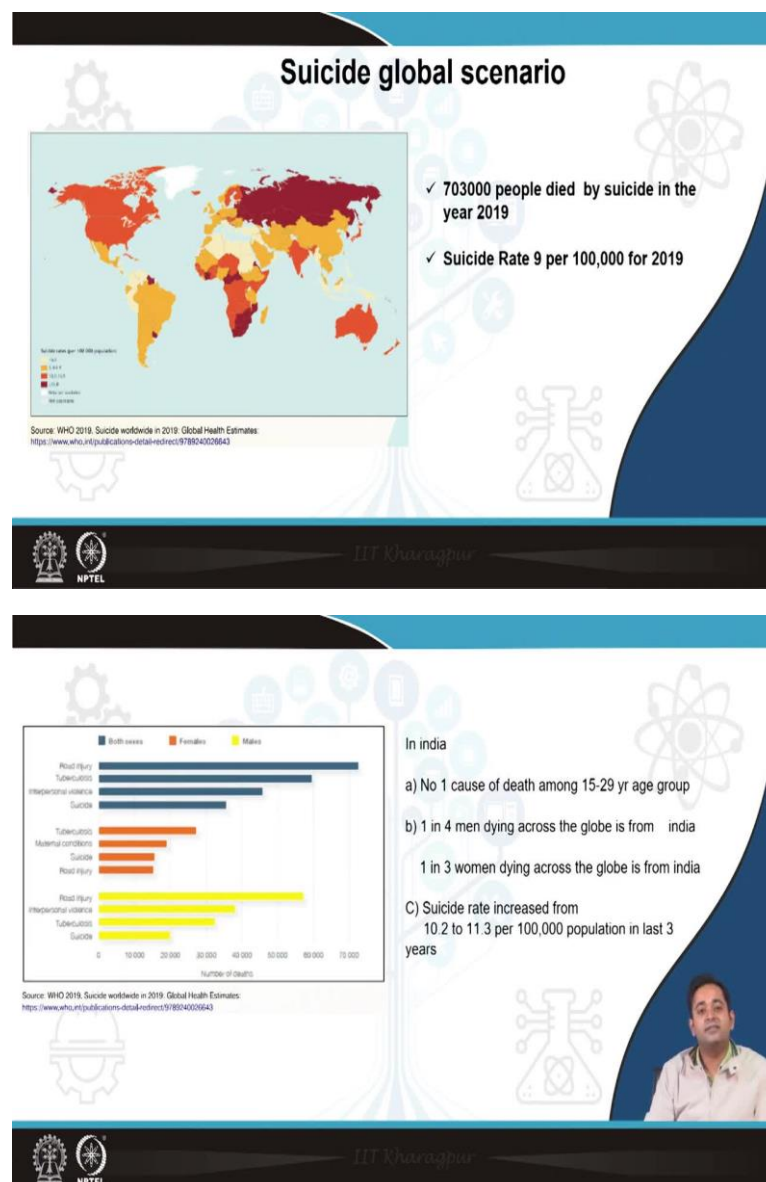 Suicide global scenario
✓ 703000 people died by suicide in the
year 2019
✓ Suicide Rate 9 per 100,000 for 2019
Suicide rates (per 100 000 population)
Source: WHO 2019. Suicide worldwide in 2019: Global Health Estimates:
https://www.who.int/publications-detail-redirect/9789240026643
NPTEL
IIT Kharagpur
Both sexes Females Males
Road injury
Tuberculosis
Interpersonal violence
Suicide
Tuberculosis
Maternal conditions
Suicide
Road injury
Road injury
Interpersonal violence
Tuberculosis
Suicide
0 10 000 20 000 30 000 40 000 50 000 60 000 70 000
Number of deaths
Source: WHO 2019. Suicide worldwide in 2019: Global Health Estimates:
https://www.who.int/publications-detail-redirect/9789240026643
In india
a) No 1 cause of death among 15-29 yr age group
b) 1 in 4 men dying across the globe is from india
1 in 3 women dying across the globe is from india
C) Suicide rate increased from
10.2 to 11.3 per 100,000 population in last 3
years
NPTEL
IIT Kharagpur